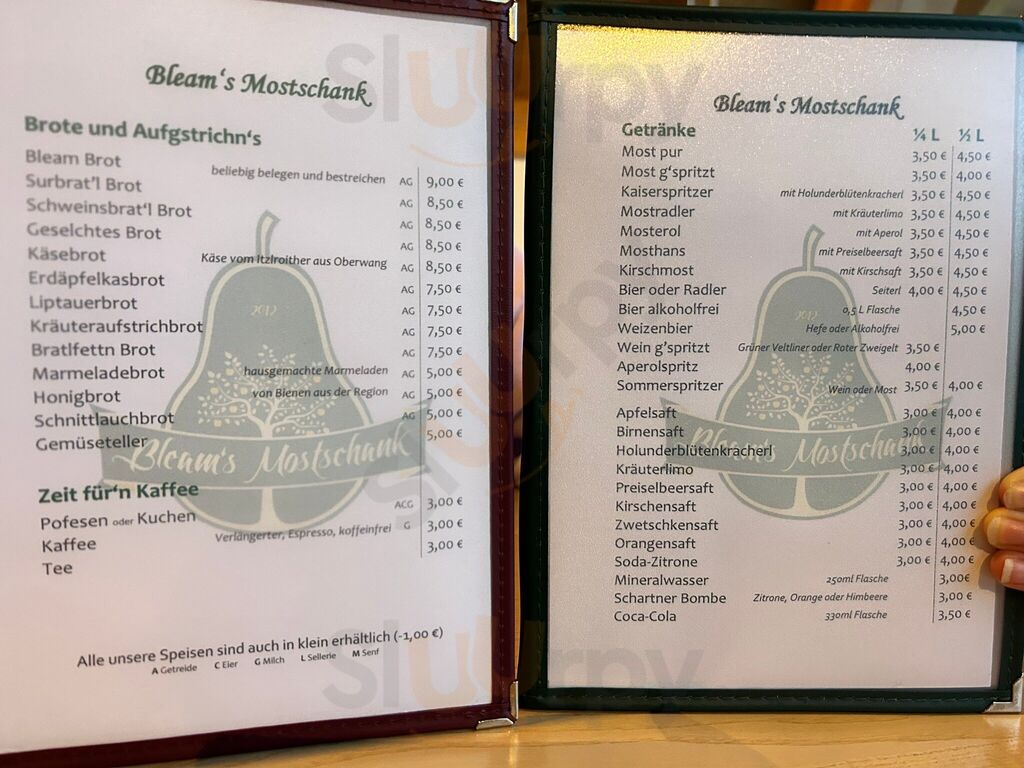 Bleam's Mostschank
Brote und Aufgstrichn's
Bleam Brot beliebig belegen und bestreichen AG 9,00 €
Surbrat'l Brot AG 8,50 €
Schweinsbrat'l Brot AG 8,50 €
Geselchtes Brot AG 8,50 €
Käsebrot Käse vom Itzlroither aus Oberwang AG 8,50 €
Erdäpfelkasbrot AG 7,50 €
Liptauerbrot AG 7,50 €
Kräuteraufstrichbrot AG 7,50 €
Bratlfettn Brot AG 7,50 €
Marmeladebrot hausgemachte Marmeladen AG 5,00 €
Honigbrot von Bienen aus der Region AG 5,00 €
Schnittlauchbrot AG 5,00 €
Gemüseteller 5,00 €
Zeit für'n Kaffee
Pofesen oder Kuchen ACG 3,00 €
Kaffee Verlängerter, Espresso, koffeinfrei G 3,00 €
Tee 3,00 €
Alle unsere Speisen sind auch in klein erhältlich (-1,00 €)
A Getreide C Eier G Milch L Sellerie M Senf
2012
Bleam's Mostschank
Bleam's Mostschank
Getränke ¼ L ½ L
Most pur 3,50 € 4,50 €
Most g'spritzt 3,50 € 4,00 €
Kaiserspritzer mit Holunderblütenkracherl 3,50 € 4,50 €
Mostradler mit Kräuterlimo 3,50 € 4,50 €
Mosterol mit Aperol 3,50 € 4,50 €
Mosthans mit Preiselbeersaft 3,50 € 4,50 €
Kirschmost mit Kirschsaft 3,50 € 4,50 €
Bier oder Radler Seiterl 4,00 € 4,50 €
Bier alkoholfrei 0,5 L Flasche 4,50 €
Weizenbier Hefe oder Alkoholfrei 5,00 €
Wein g'spritzt Grüner Veltliner oder Roter Zweigelt 3,50 €
Aperolspritz 4,00 €
Sommerspritzer Wein oder Most 3,50 € 4,00 €
Apfelsaft 3,00 € 4,00 €
Birnensaft 3,00 € 4,00 €
Holunderblütenkracherl 3,00 € 4,00 €
Kräuterlimo 3,00 € 4,00 €
Preiselbeersaft 3,00 € 4,00 €
Kirschensaft 3,00 € 4,00 €
Zwetschkensaft 3,00 € 4,00 €
Orangensaft 3,00 € 4,00 €
Soda-Zitrone 3,00 € 4,00 €
Mineralwasser 250ml Flasche 3,00€
Schartner Bombe Zitrone, Orange oder Himbeere 3,00 €
Coca-Cola 330ml Flasche 3,50 €
2012
Bleam's Mostschank
Slurpy
Slurpy
Slurpy